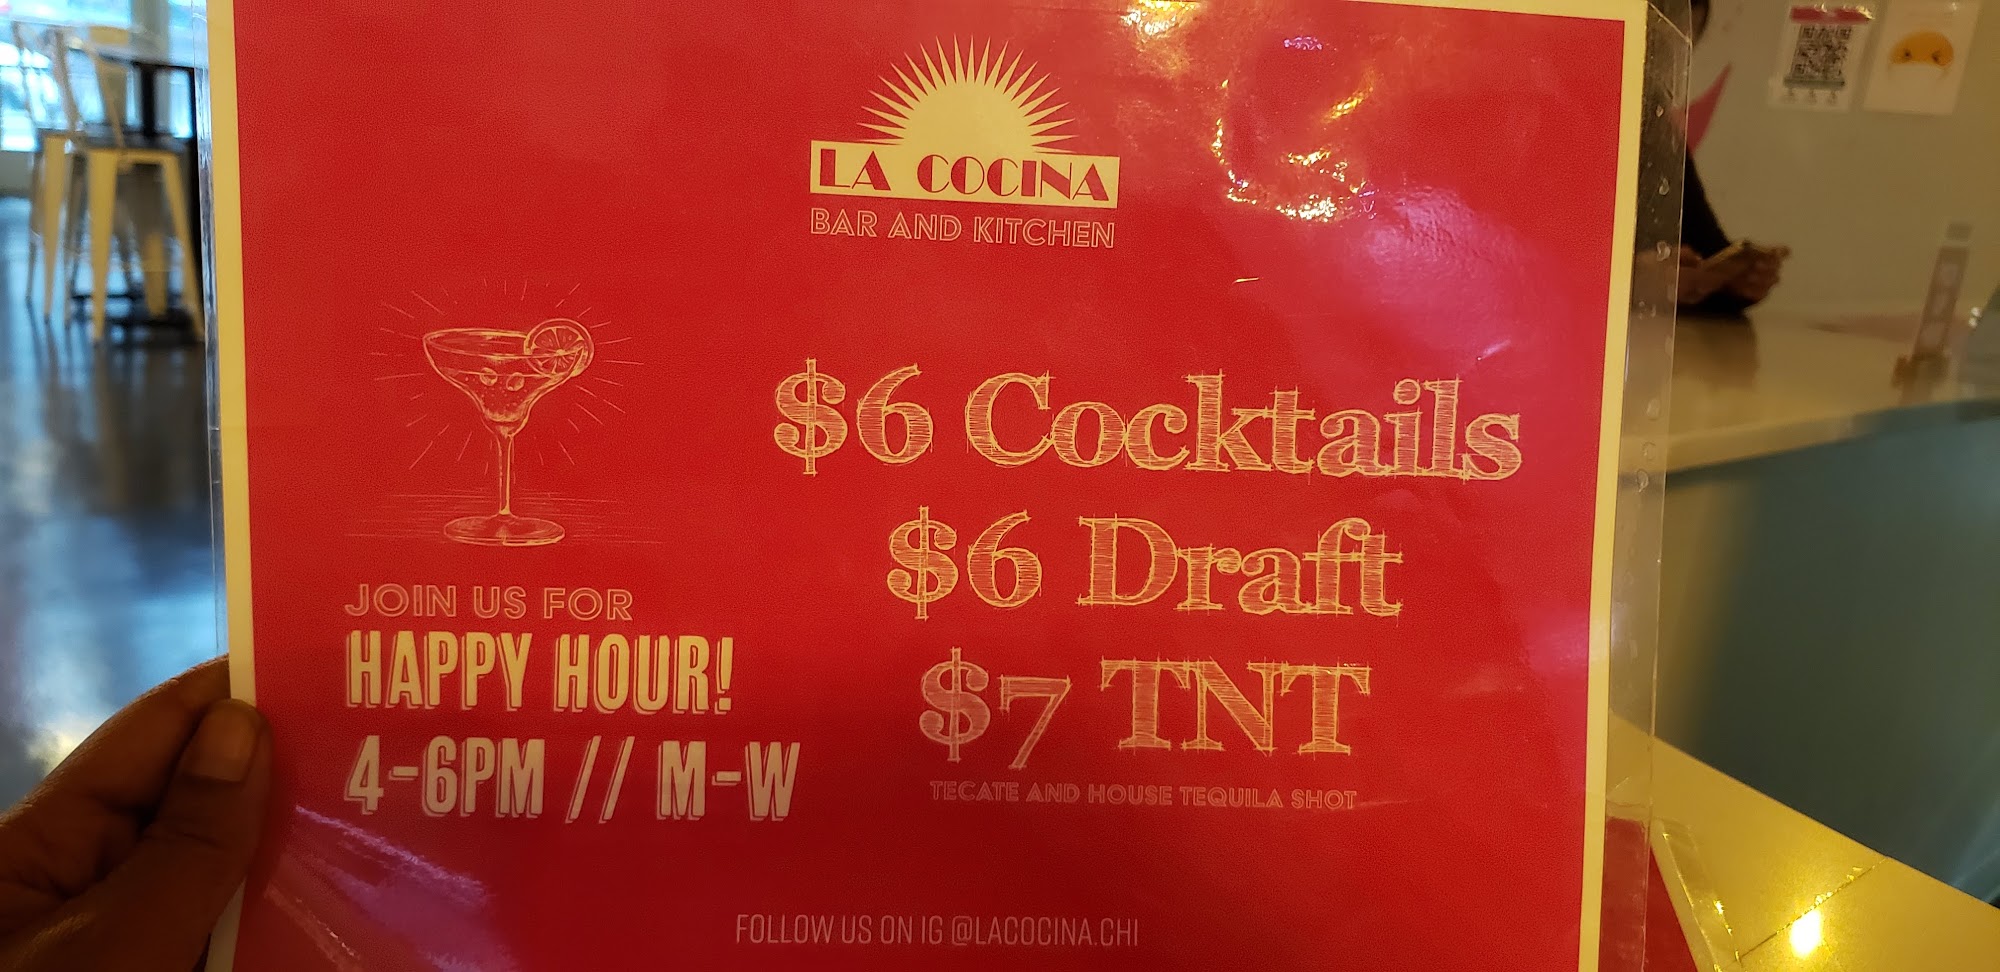 LA COCINA
BAR AND KITCHEN
$6 Cocktails
$6 Draft
$7 TNT
TECATE AND HOUSE TEQUILA SHOT
JOIN US FOR
HAPPY HOUR!
4-6PM // M-W
FOLLOW US ON IG @LACOCINA.CHI